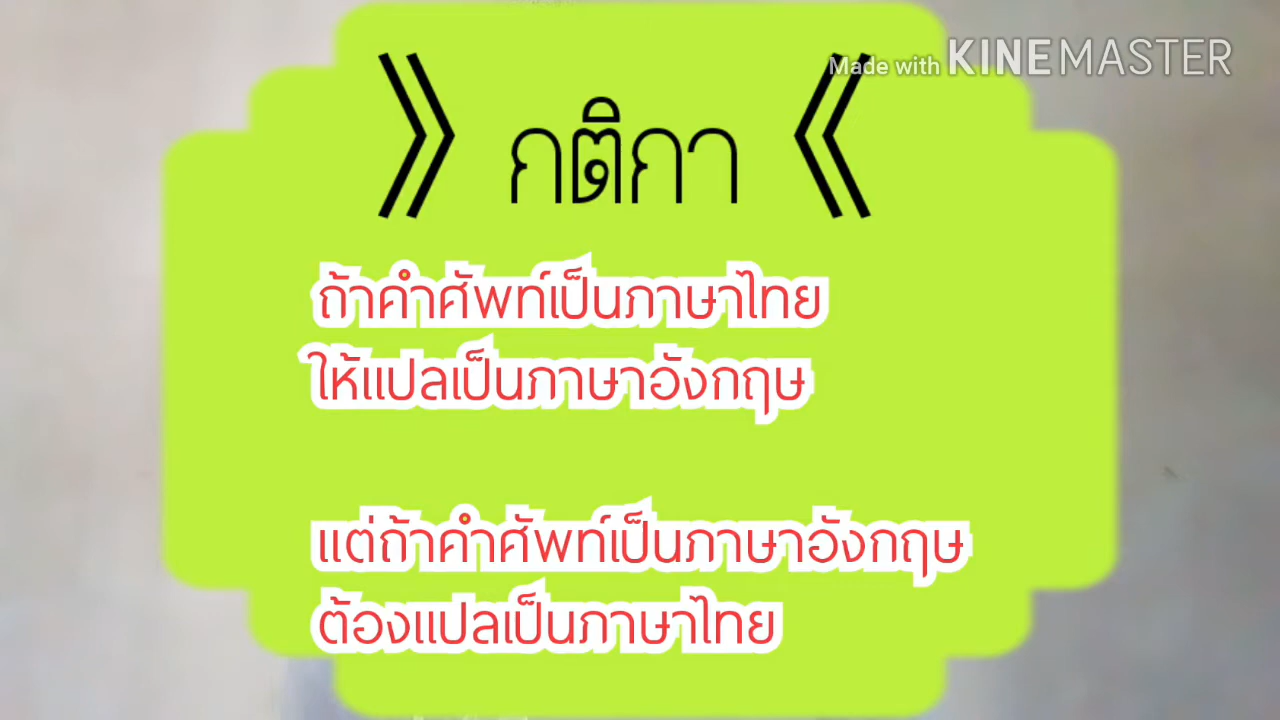 Made with KINEMASTER
》กติกา《
ถ้าคำศัพท์เป็นภาษาไทย
ให้แปลเป็นภาษาอังกฤษ
แต่ถ้าคำศัพท์เป็นภาษาอังกฤษ
ต้องแปลเป็นภาษาไทย